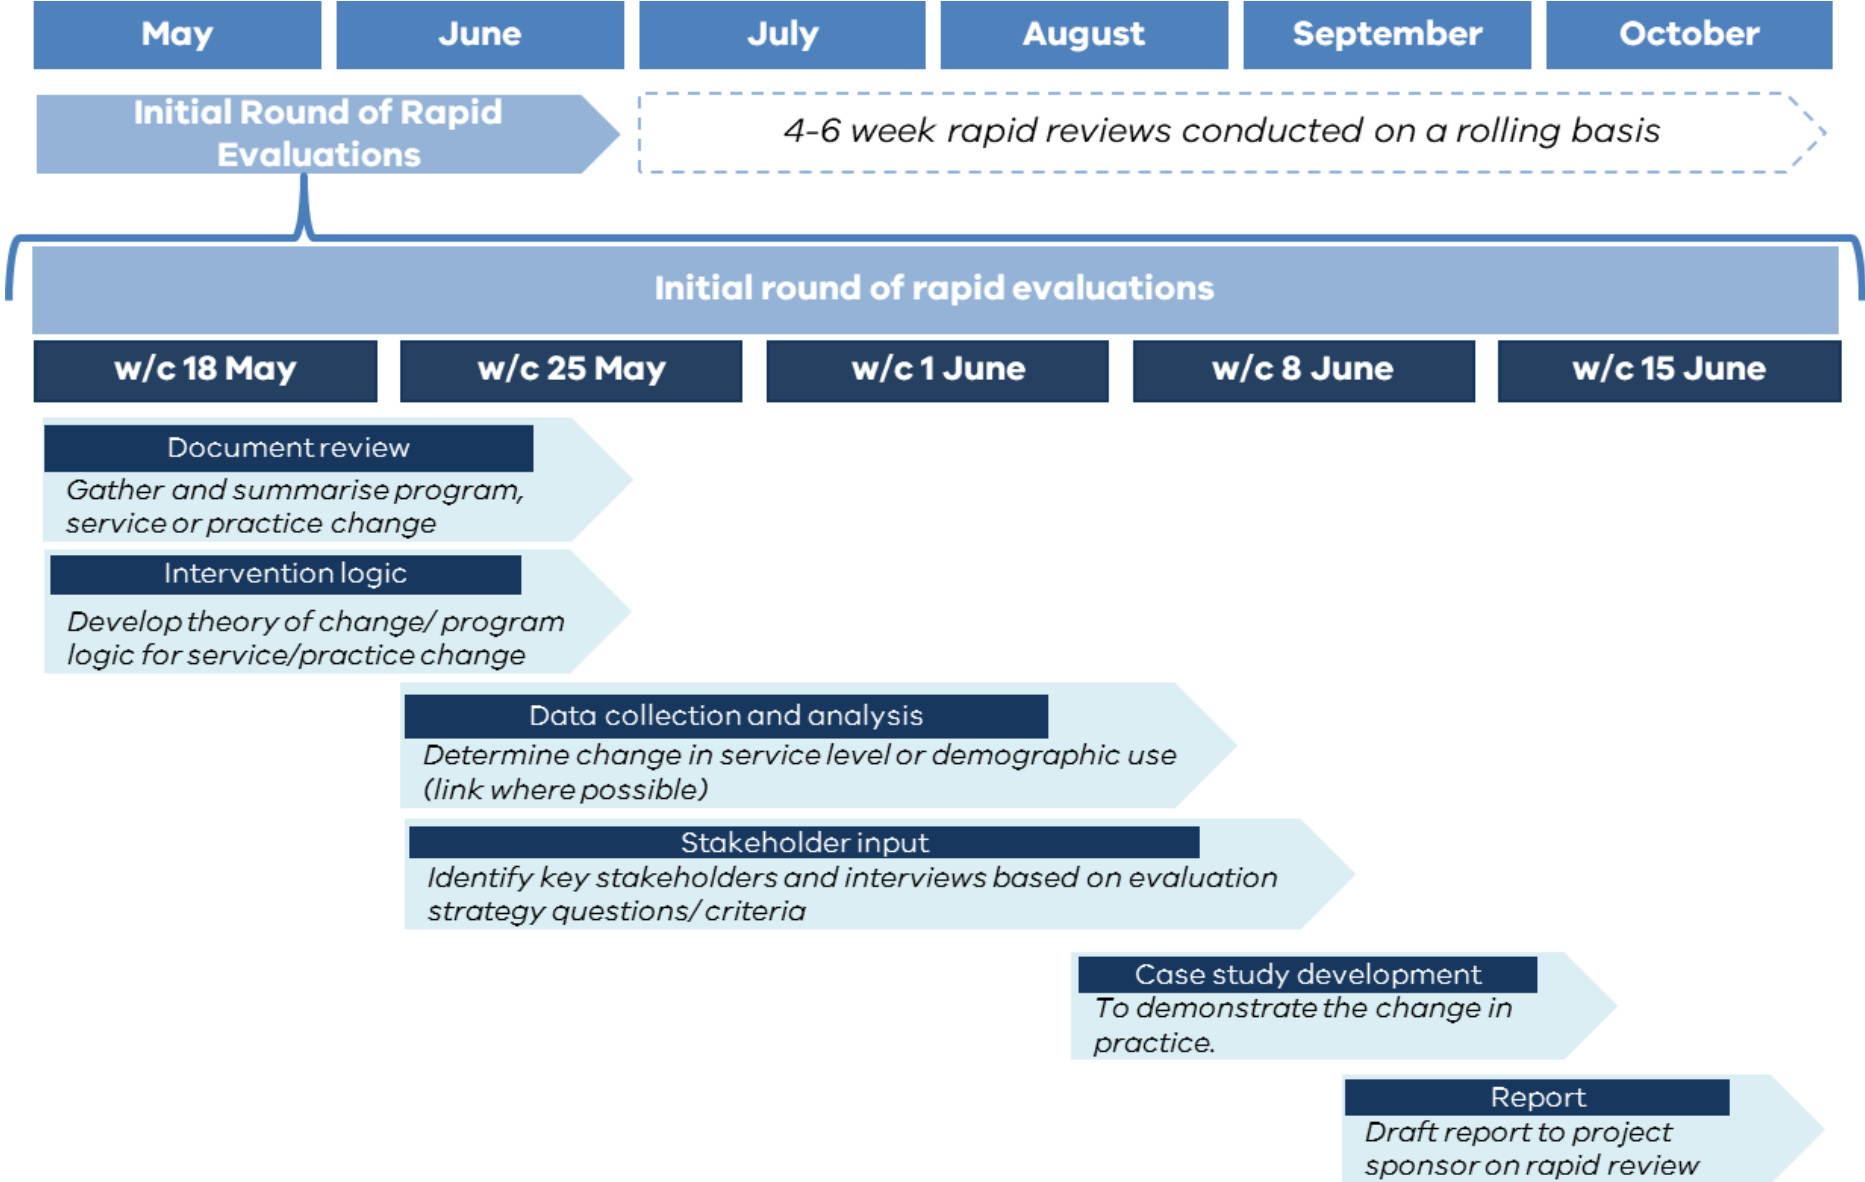 May
June
July
August
September
October
Initial Round of Rapid
Evaluations
4-6 week rapid reviews conducted on a rolling basis
Initial round of rapid evaluations
w/c 18 May
w/c 25 May
w/c 1 June
w/c 8 June
w/c 15 June
Document review
Gather and summarise program,
service or practice change
Intervention logic
Develop theory of change/ program
logic for service/practice change
Data collection and analysis
Determine change in service level or demographic use
(link where possible)
Stakeholder input
Identify key stakeholders and interviews based on evaluation
strategy questions/ criteria
Case study development
To demonstrate the change in
practice.
Report
Draft report to project
sponsor on rapid review